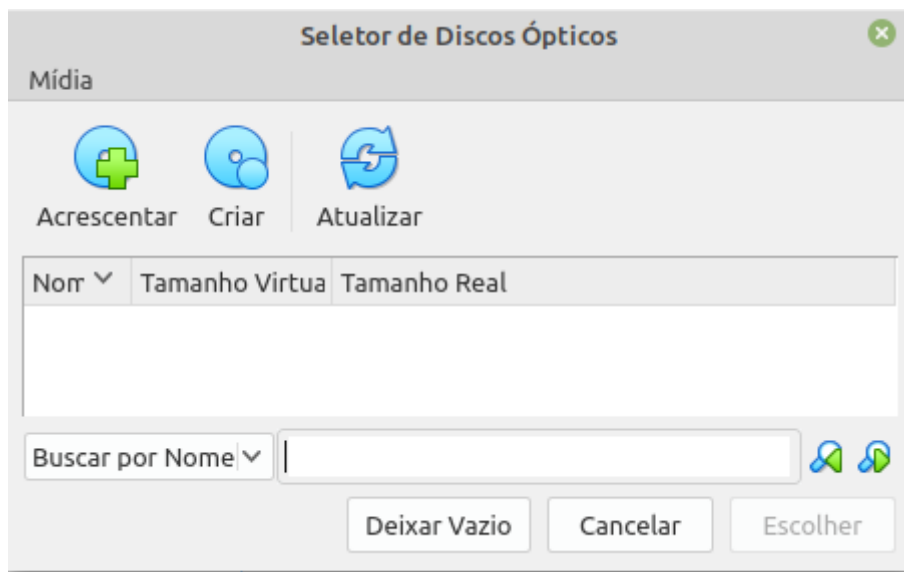 Seletor de Discos Ópticos
Mídia
Acrescentar Criar Atualizar
Nom Tamanho Virtua Tamanho Real
Buscar por Nome
Deixar Vazio Cancelar Escolher